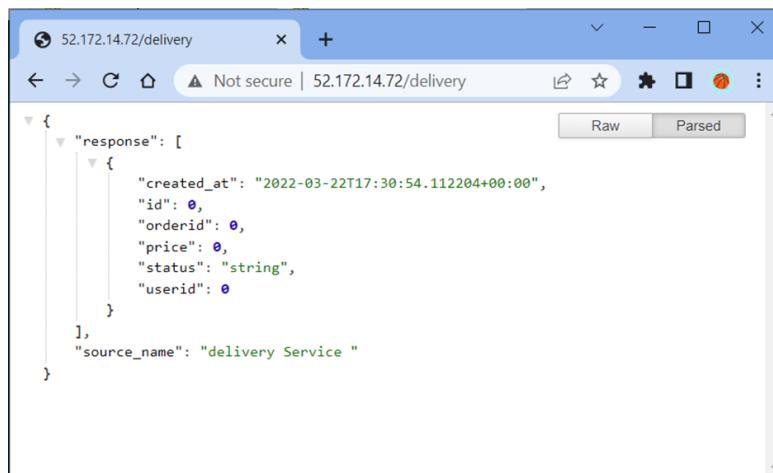 52.172.14.72/delivery
Not secure | 52.172.14.72/delivery
Raw Parsed
{
"response": [
{
"created_at": "2022-03-22T17:30:54.112204+00:00",
"id": 0,
"orderid": 0,
"price": 0,
"status": "string",
"userid": 0
}
],
"source_name": "delivery Service "
}